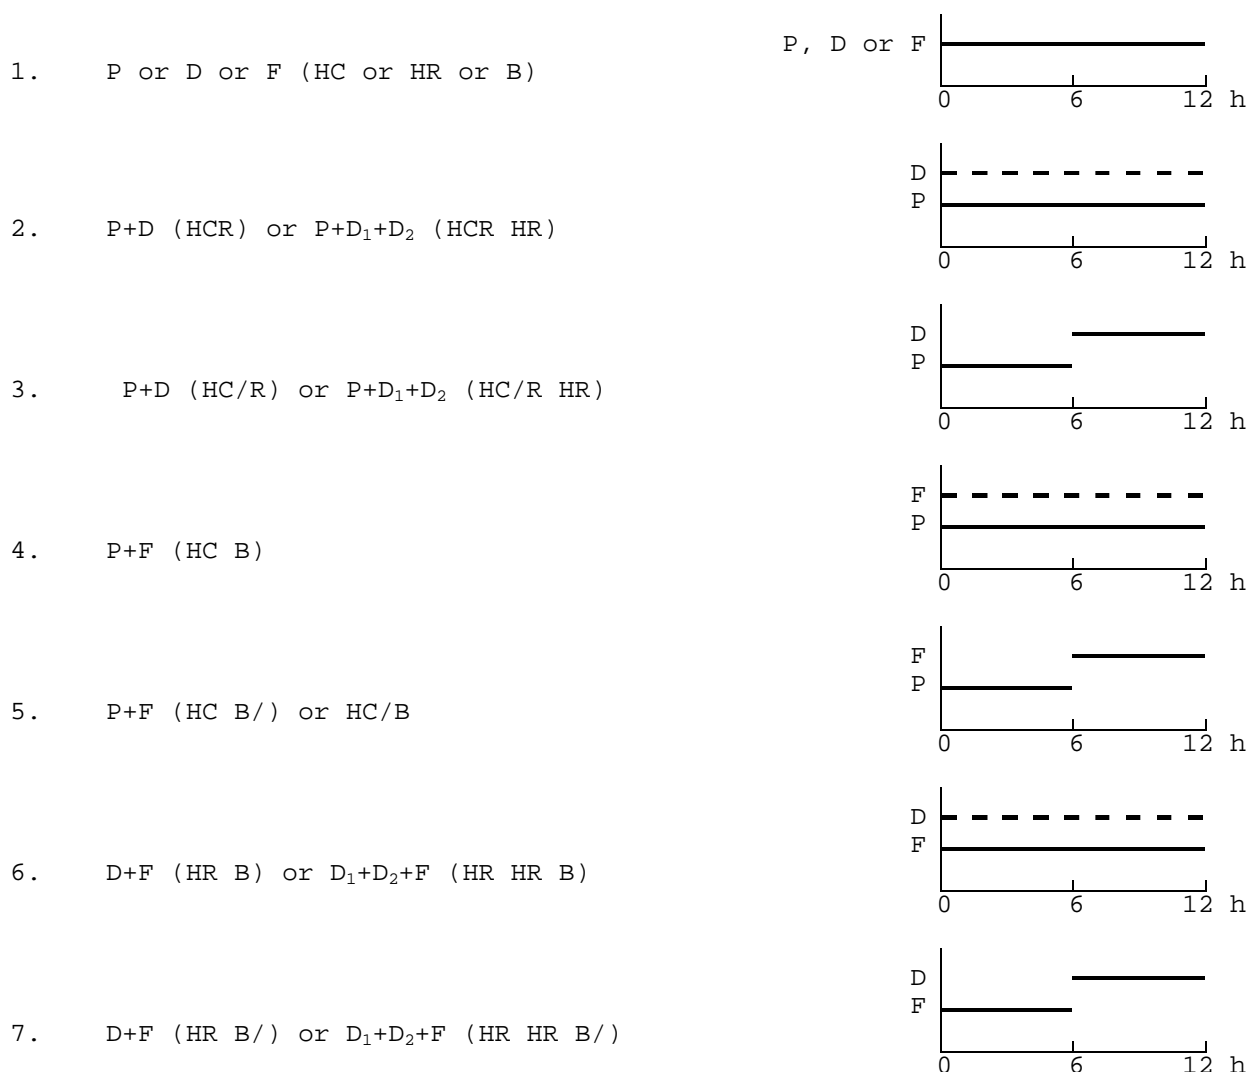 P, D or F
1. P or D or F (HC or HR or B)
0 6 12 h
D
P
2. P+D (HCR) or P+D₁+D₂ (HCR HR)
0 6 12 h
D
P
3. P+D (HC/R) or P+D₁+D₂ (HC/R HR)
0 6 12 h
F
P
4. P+F (HC B)
0 6 12 h
F
P
5. P+F (HC B/) or HC/B
0 6 12 h
D
F
6. D+F (HR B) or D₁+D₂+F (HR HR B)
0 6 12 h
D
F
7. D+F (HR B/) or D₁+D₂+F (HR HR B/)
0 6 12 h